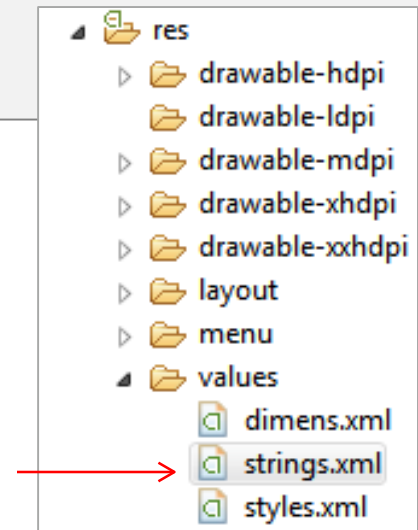 res
drawable-hdpi
drawable-ldpi
drawable-mdpi
drawable-xhdpi
drawable-xxhdpi
layout
menu
values
dimens.xml
strings.xml
styles.xml